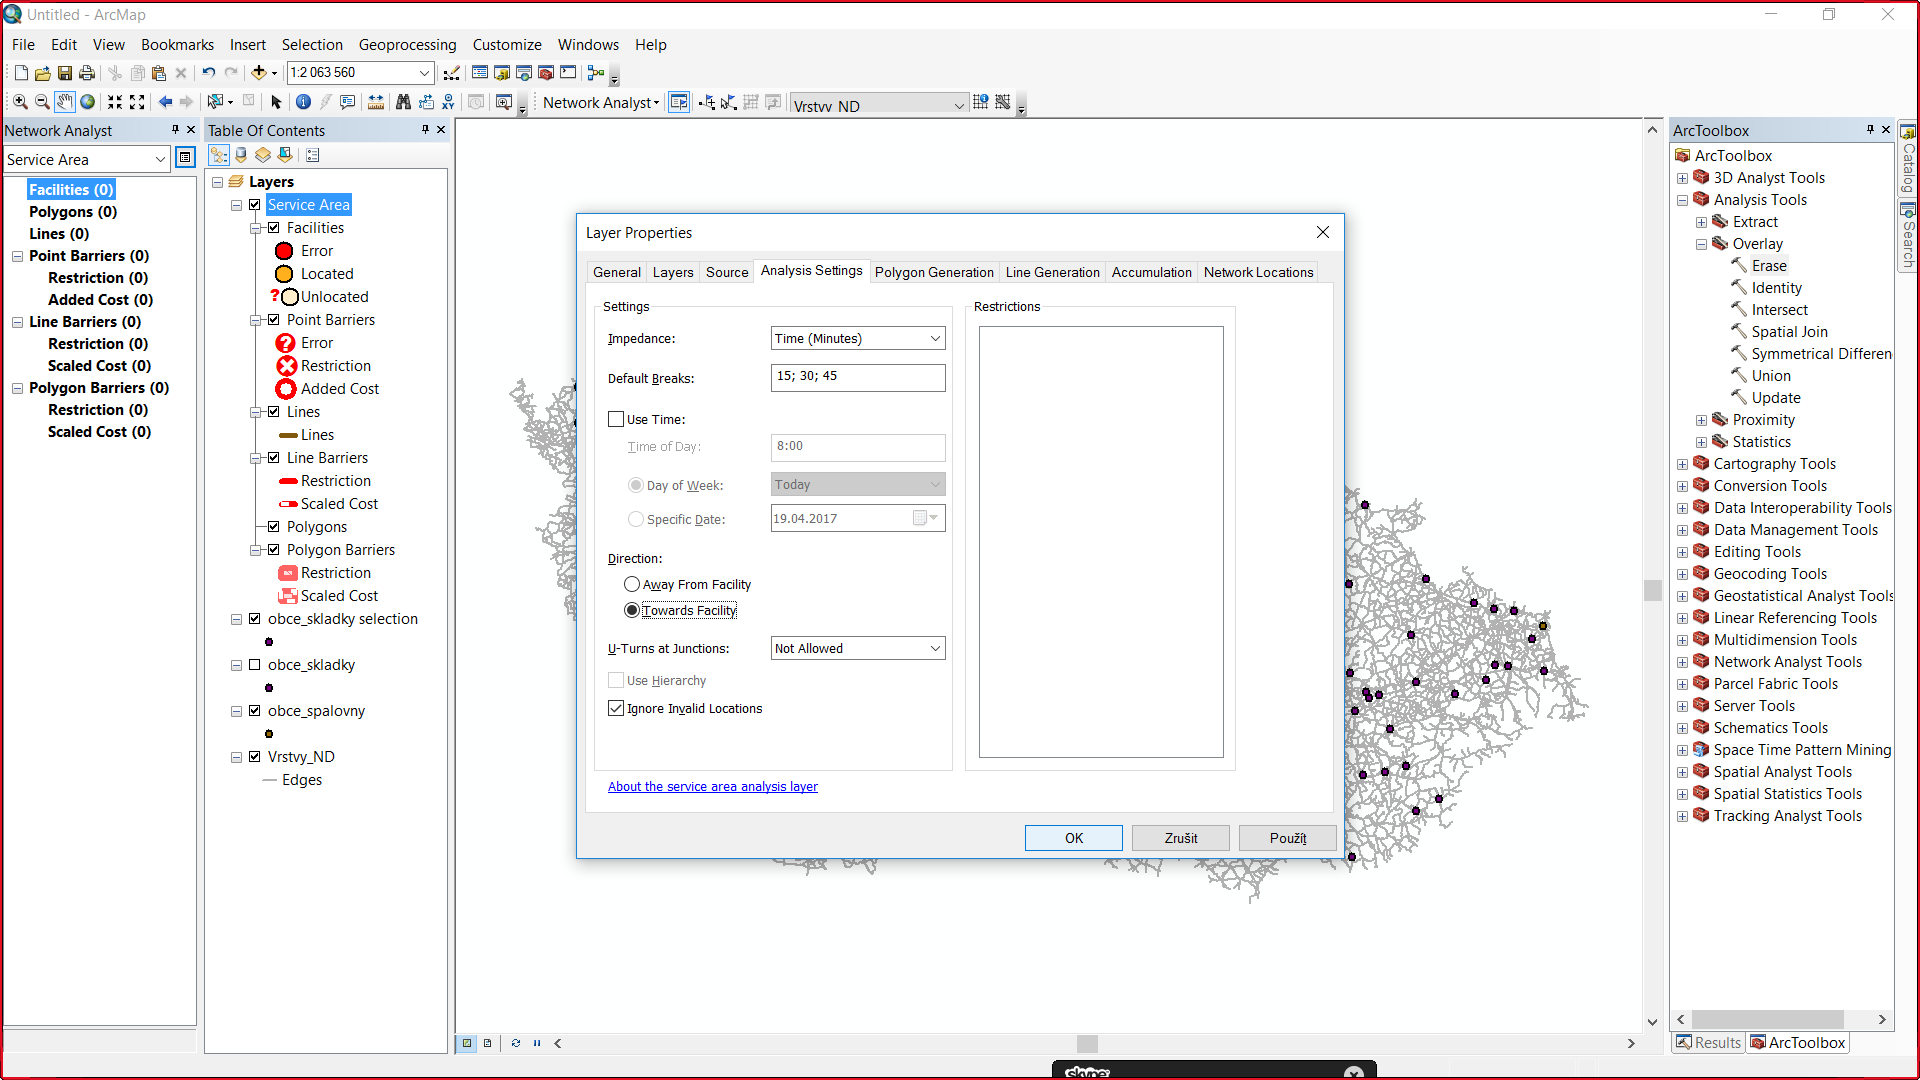 Untitled - ArcMap
File Edit View Bookmarks Insert Selection Geoprocessing Customize Windows Help
1:2 063 560
Network Analyst
Vrstvy_ND
Network Analyst
Service Area
Facilities (0)
Polygons (0)
Lines (0)
Point Barriers (0)
Restriction (0)
Added Cost (0)
Line Barriers (0)
Restriction (0)
Scaled Cost (0)
Polygon Barriers (0)
Restriction (0)
Scaled Cost (0)
Table Of Contents
Layers
Service Area
Facilities
Error
Located
Unlocated
Point Barriers
Error
Restriction
Added Cost
Lines
Lines
Line Barriers
Restriction
Scaled Cost
Polygons
Polygon Barriers
Restriction
Scaled Cost
obce_skladky selection
obce_skladky
obce_spalovny
Vrstvy_ND
Edges
Layer Properties
General Layers Source Analysis Settings Polygon Generation Line Generation Accumulation Network Locations
Settings
Impedance: Time (Minutes)
Default Breaks: 15; 30; 45
Use Time:
Time of Day: 8:00
Day of Week: Today
Specific Date: 19.04.2017
Direction:
Away From Facility
Towards Facility
U-Turns at Junctions: Not Allowed
Use Hierarchy
Ignore Invalid Locations
Restrictions
About the service area analysis layer
OK Zrušit Použít
ArcToolbox
ArcToolbox
3D Analyst Tools
Analysis Tools
Extract
Overlay
Erase
Identity
Intersect
Spatial Join
Symmetrical Differen
Union
Update
Proximity
Statistics
Cartography Tools
Conversion Tools
Data Interoperability Tools
Data Management Tools
Editing Tools
Geocoding Tools
Geostatistical Analyst Tools
Linear Referencing Tools
Multidimension Tools
Network Analyst Tools
Parcel Fabric Tools
Server Tools
Schematics Tools
Space Time Pattern Mining
Spatial Analyst Tools
Spatial Statistics Tools
Tracking Analyst Tools
Results ArcToolbox
Catalog
Search
skype